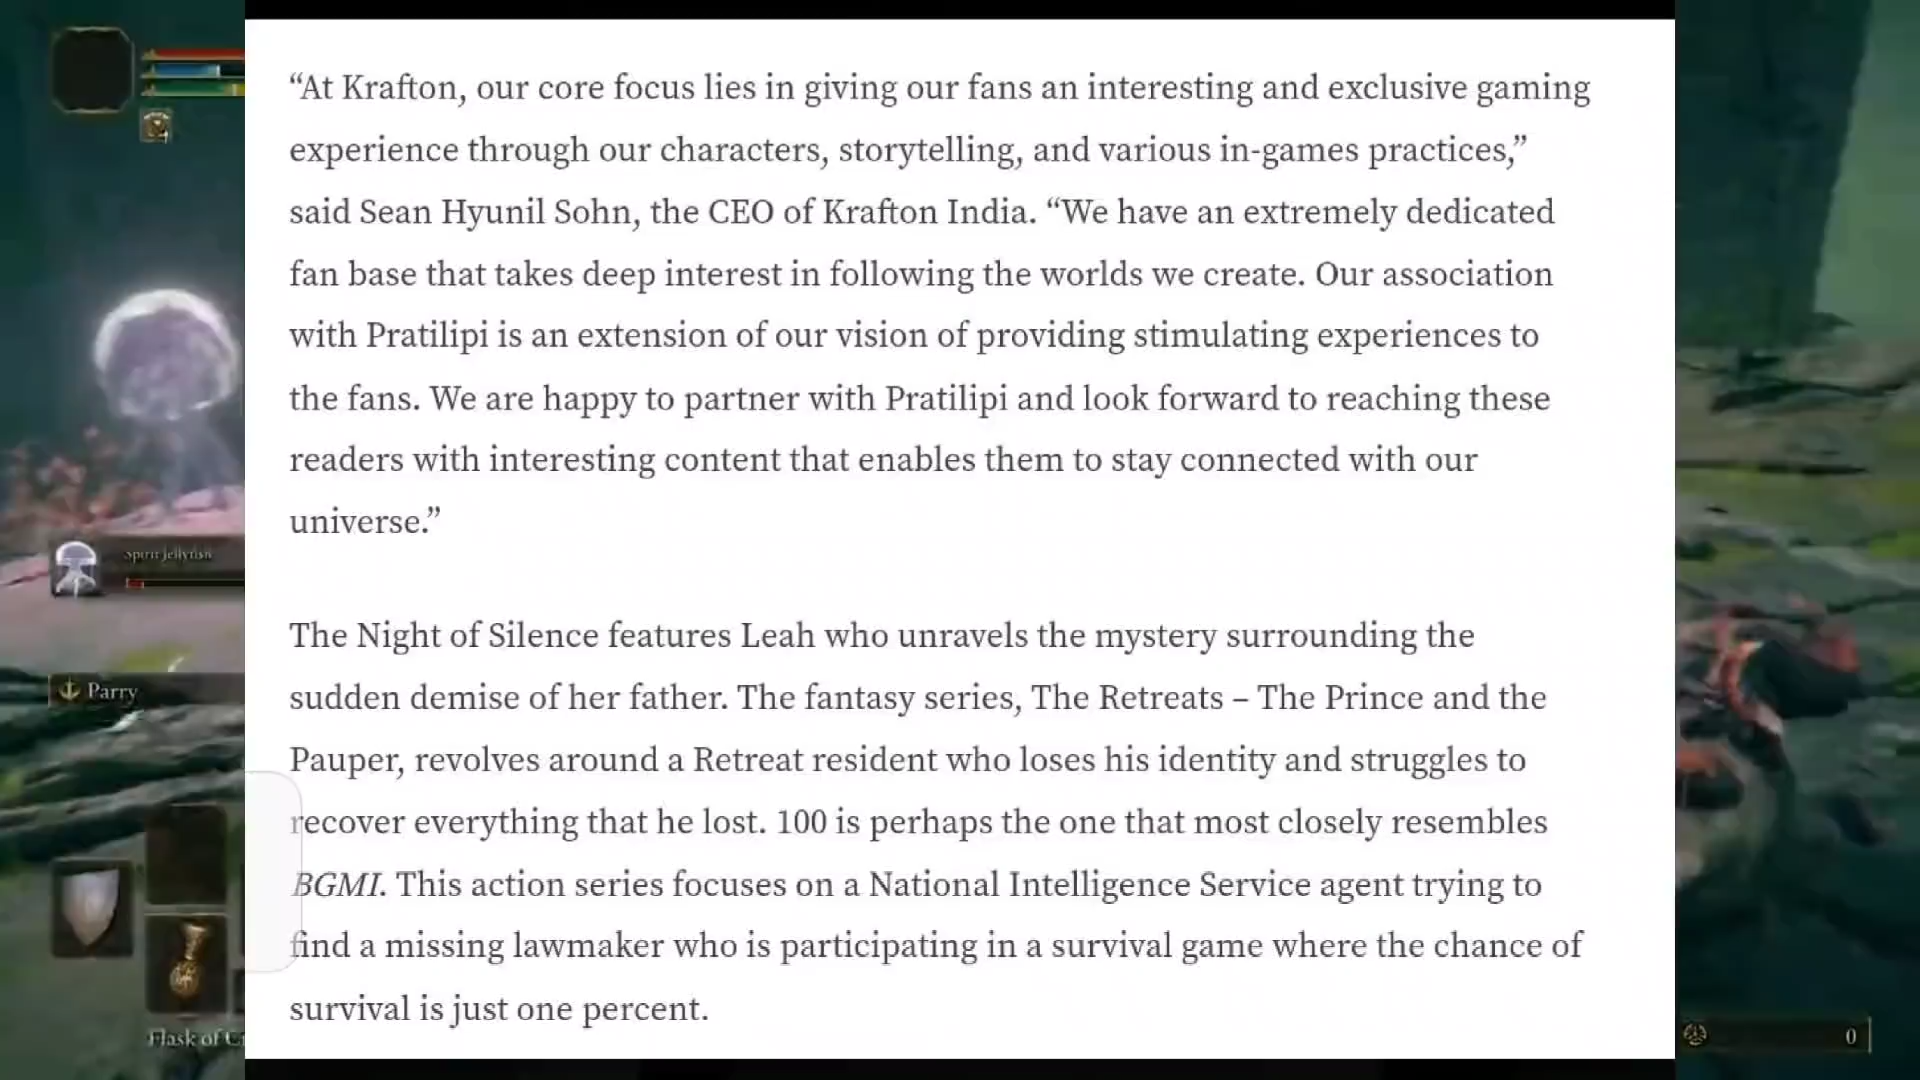 “At Krafton, our core focus lies in giving our fans an interesting and exclusive gaming
experience through our characters, storytelling, and various in-games practices,”
said Sean Hyunil Sohn, the CEO of Krafton India. “We have an extremely dedicated
fan base that takes deep interest in following the worlds we create. Our association
with Pratilipi is an extension of our vision of providing stimulating experiences to
the fans. We are happy to partner with Pratilipi and look forward to reaching these
readers with interesting content that enables them to stay connected with our
universe.”
Spirit Jellyfish
The Night of Silence features Leah who unravels the mystery surrounding the
sudden demise of her father. The fantasy series, The Retreats – The Prince and the
Parry
Pauper, revolves around a Retreat resident who loses his identity and struggles to
recover everything that he lost. 100 is perhaps the one that most closely resembles
BGMI. This action series focuses on a National Intelligence Service agent trying to
find a missing lawmaker who is participating in a survival game where the chance of
survival is just one percent.
Flask of
0